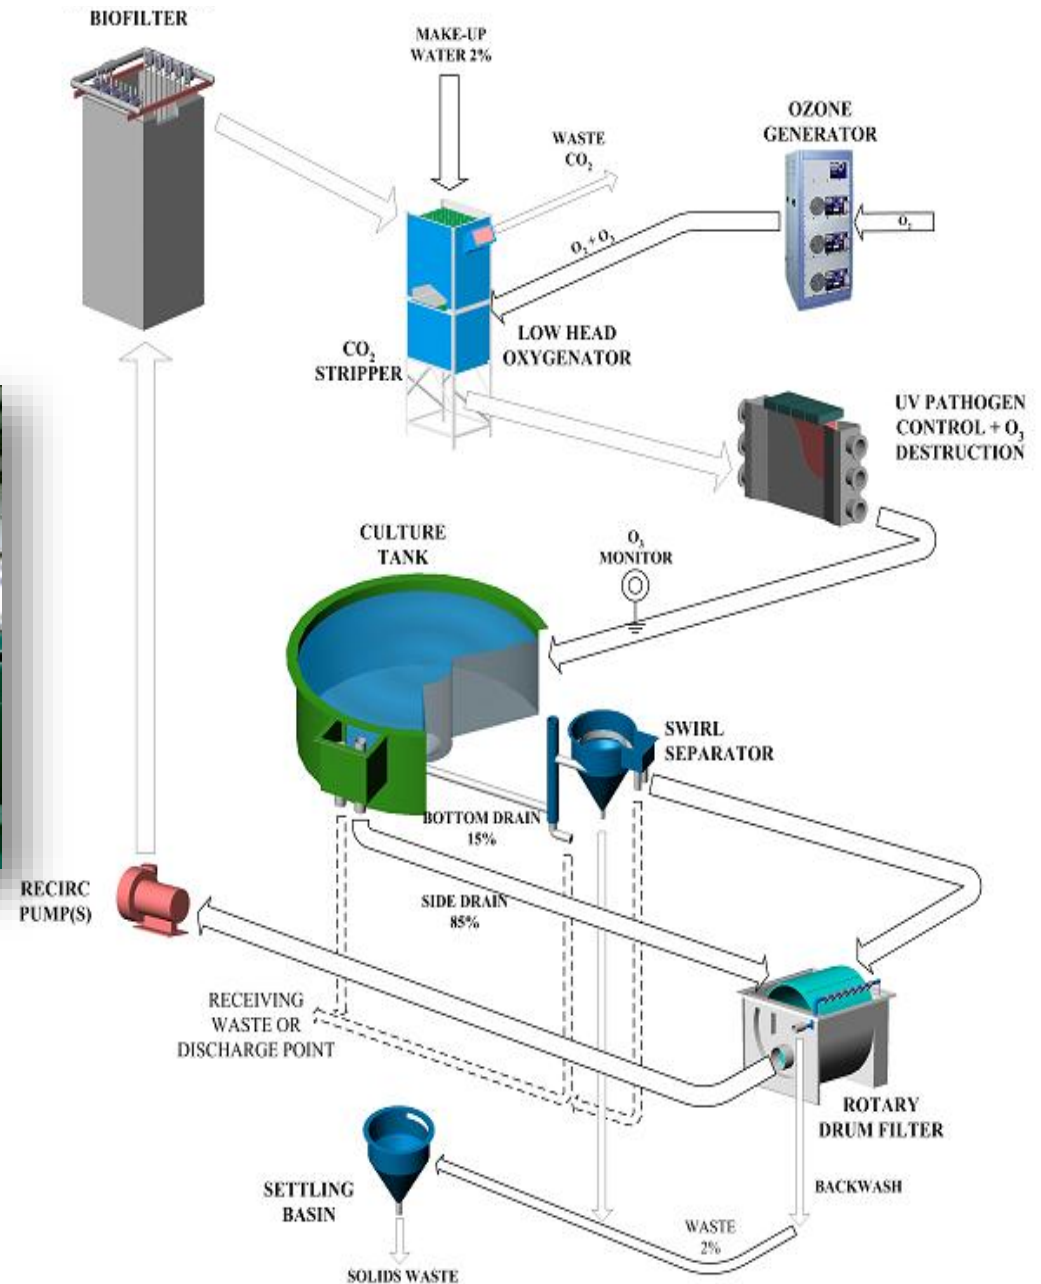 BIOFILTER
MAKE-UP
WATER 2%
OZONE
GENERATOR
WASTE
CO2
O2
O2 + O3
LOW HEAD
OXYGENATOR
CO2
STRIPPER
UV PATHOGEN
CONTROL + O3
DESTRUCTION
CULTURE
TANK
O3
MONITOR
SWIRL
SEPARATOR
BOTTOM DRAIN
15%
SIDE DRAIN
85%
RECIRC
PUMP(S)
RECEIVING
WASTE OR
DISCHARGE POINT
ROTARY
DRUM FILTER
BACKWASH
SETTLING
BASIN
WASTE
2%
SOLIDS WASTE